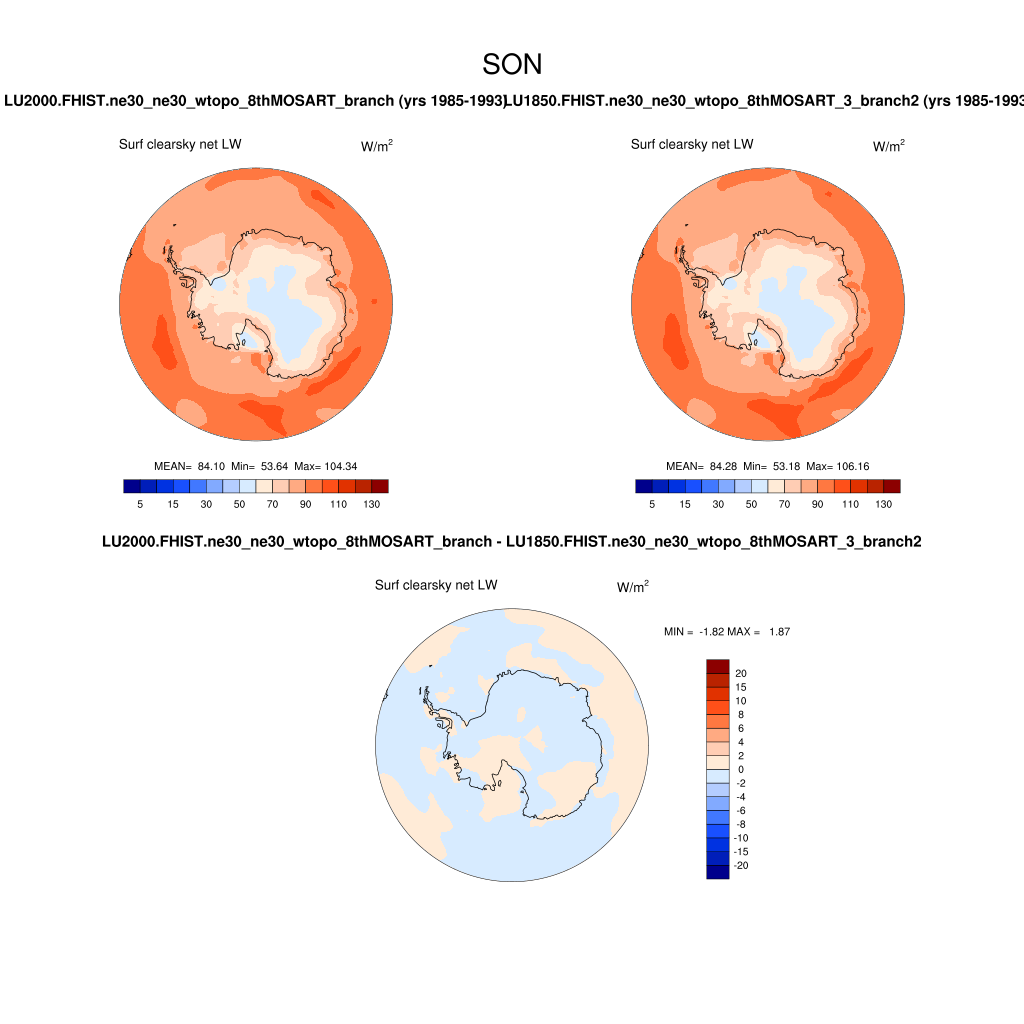 SON
LU2000.FHIST.ne30_ne30_wtopo_8thMOSART_branch (yrs 1985-1993)
LU1850.FHIST.ne30_ne30_wtopo_8thMOSART_3_branch2 (yrs 1985-1993
Surf clearsky net LW W/m²
Surf clearsky net LW W/m²
MEAN= 84.10 Min= 53.64 Max= 104.34
MEAN= 84.28 Min= 53.18 Max= 106.16
5 15 30 50 70 90 110 130
5 15 30 50 70 90 110 130
LU2000.FHIST.ne30_ne30_wtopo_8thMOSART_branch - LU1850.FHIST.ne30_ne30_wtopo_8thMOSART_3_branch2
Surf clearsky net LW W/m²
MIN = -1.82 MAX = 1.87
20
15
10
8
6
4
2
0
-2
-4
-6
-8
-10
-15
-20